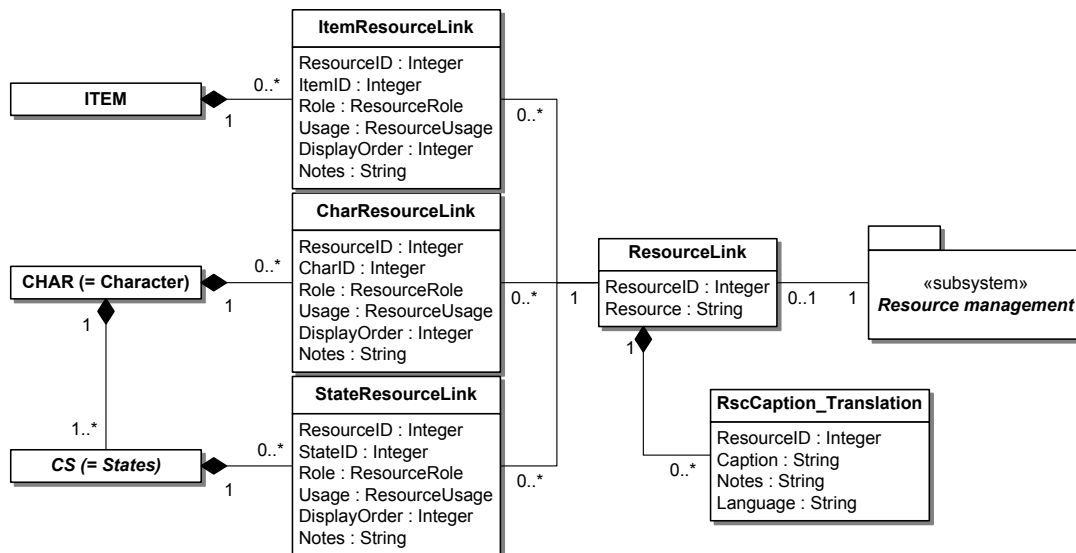 ItemResourceLink
ResourceID : Integer
ItemID : Integer
Role : ResourceRole
Usage : ResourceUsage
DisplayOrder : Integer
Notes : String
ITEM
1
0..*
0..*
CharResourceLink
ResourceID : Integer
CharID : Integer
Role : ResourceRole
Usage : ResourceUsage
DisplayOrder : Integer
Notes : String
CHAR (= Character)
1
0..*
0..*
1
1..*
StateResourceLink
ResourceID : Integer
StateID : Integer
Role : ResourceRole
Usage : ResourceUsage
DisplayOrder : Integer
Notes : String
CS (= States)
1
0..*
0..*
1
ResourceLink
ResourceID : Integer
Resource : String
0..1
1
«subsystem»
Resource management
1
0..*
RscCaption_Translation
ResourceID : Integer
Caption : String
Notes : String
Language : String